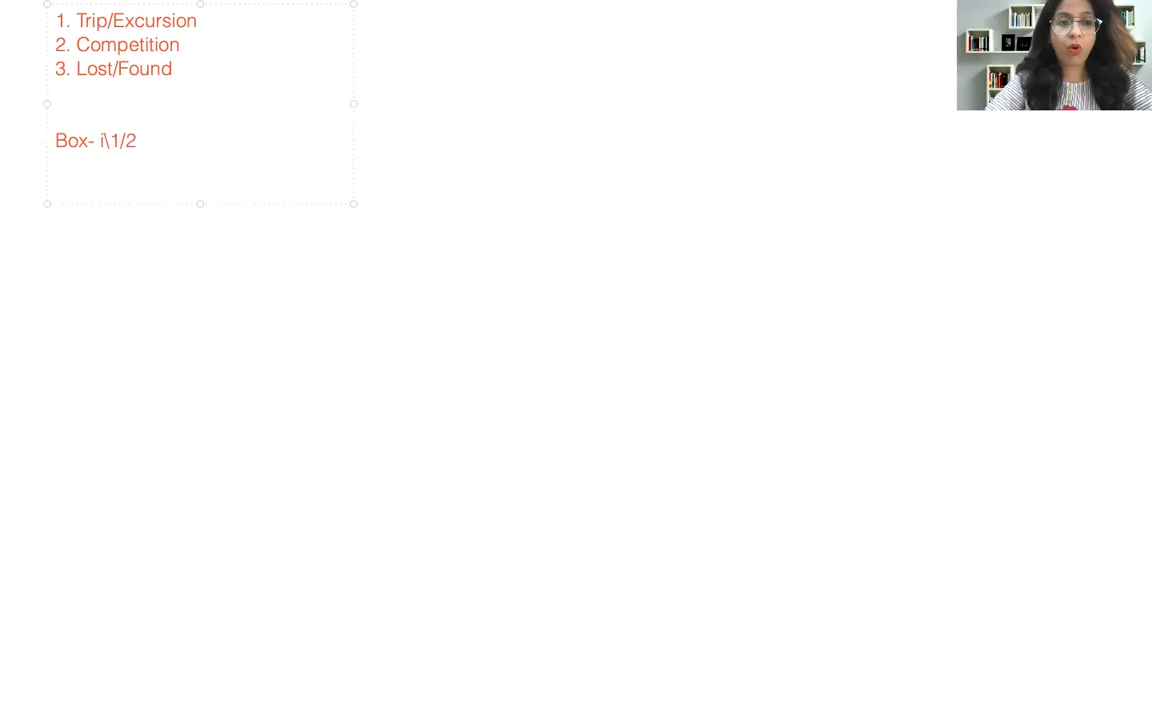 1. Trip/Excursion
2. Competition
3. Lost/Found
Box- i\1/2